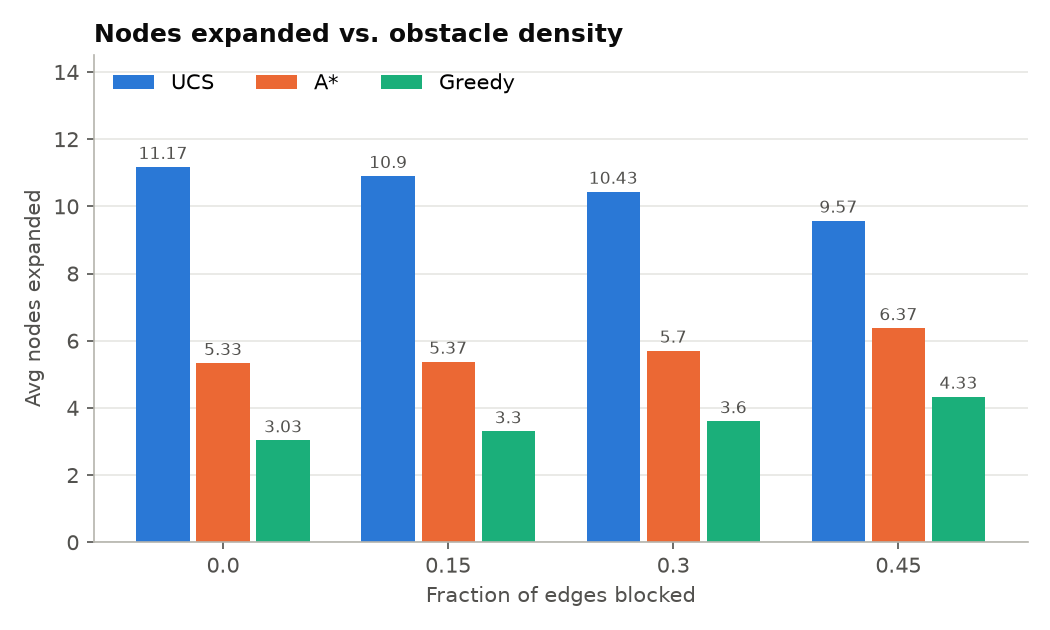 Nodes expanded vs. obstacle density
UCS A* Greedy
Avg nodes expanded
14
12
10
8
6
4
2
0
11.17 5.33 3.03
10.9 5.37 3.3
10.43 5.7 3.6
9.57 6.37 4.33
0.0 0.15 0.3 0.45
Fraction of edges blocked